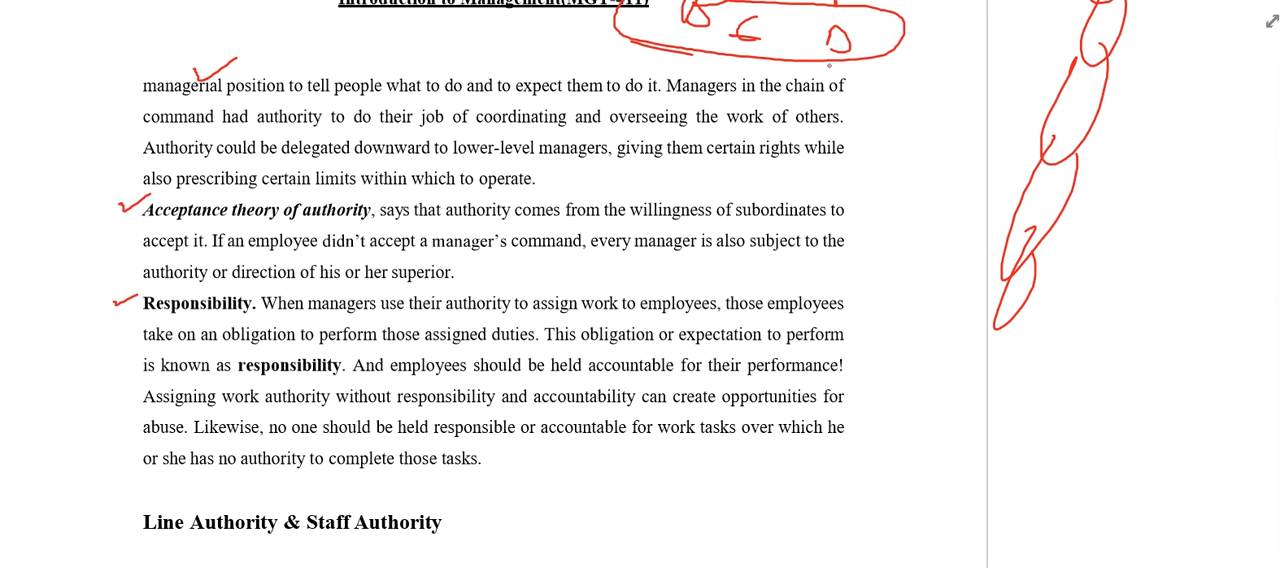 managerial position to tell people what to do and to expect them to do it. Managers in the chain of
command had authority to do their job of coordinating and overseeing the work of others.
Authority could be delegated downward to lower-level managers, giving them certain rights while
also prescribing certain limits within which to operate.
Acceptance theory of authority, says that authority comes from the willingness of subordinates to
accept it. If an employee didn't accept a manager's command, every manager is also subject to the
authority or direction of his or her superior.
Responsibility. When managers use their authority to assign work to employees, those employees
take on an obligation to perform those assigned duties. This obligation or expectation to perform
is known as responsibility. And employees should be held accountable for their performance!
Assigning work authority without responsibility and accountability can create opportunities for
abuse. Likewise, no one should be held responsible or accountable for work tasks over which he
or she has no authority to complete those tasks.
Line Authority & Staff Authority